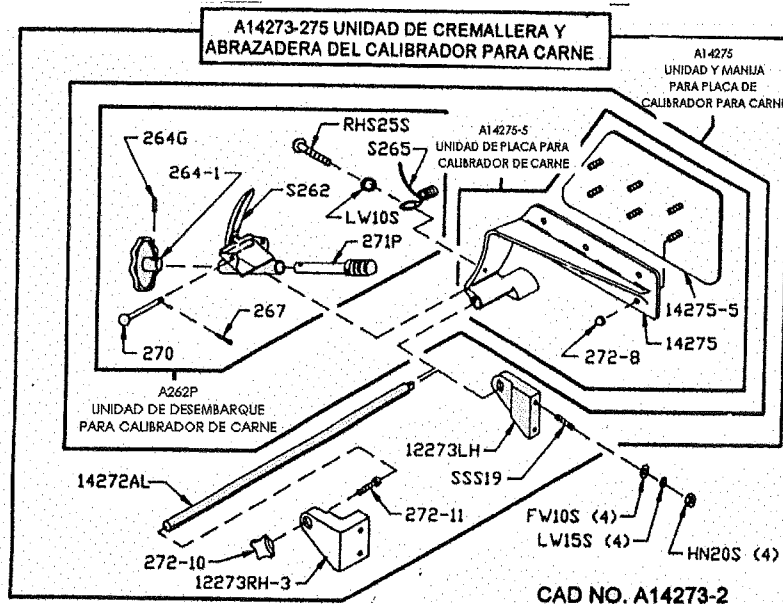 A14273-275 UNIDAD DE CREMALLERA Y
ABRAZADERA DEL CALIBRADOR PARA CARNE
A14275
UNIDAD Y MANIJA
PARA PLACA DE
CALIBRADOR PARA CARNE
RHS25S
264G
A14275-5
UNIDAD DE PLACA PARA
CALIBRADOR DE CARNE
S265
264-1
S262
LW10S
271P
267
14275-5
14275
270
272-8
A262P
UNIDAD DE DESEMBARQUE
PARA CALIBRADOR DE CARNE
12273LH
SSS19
14272AL
272-11
FW10S (4)
LW15S (4)
HN20S (4)
272-10
12273RH-3
CAD NO. A14273-2